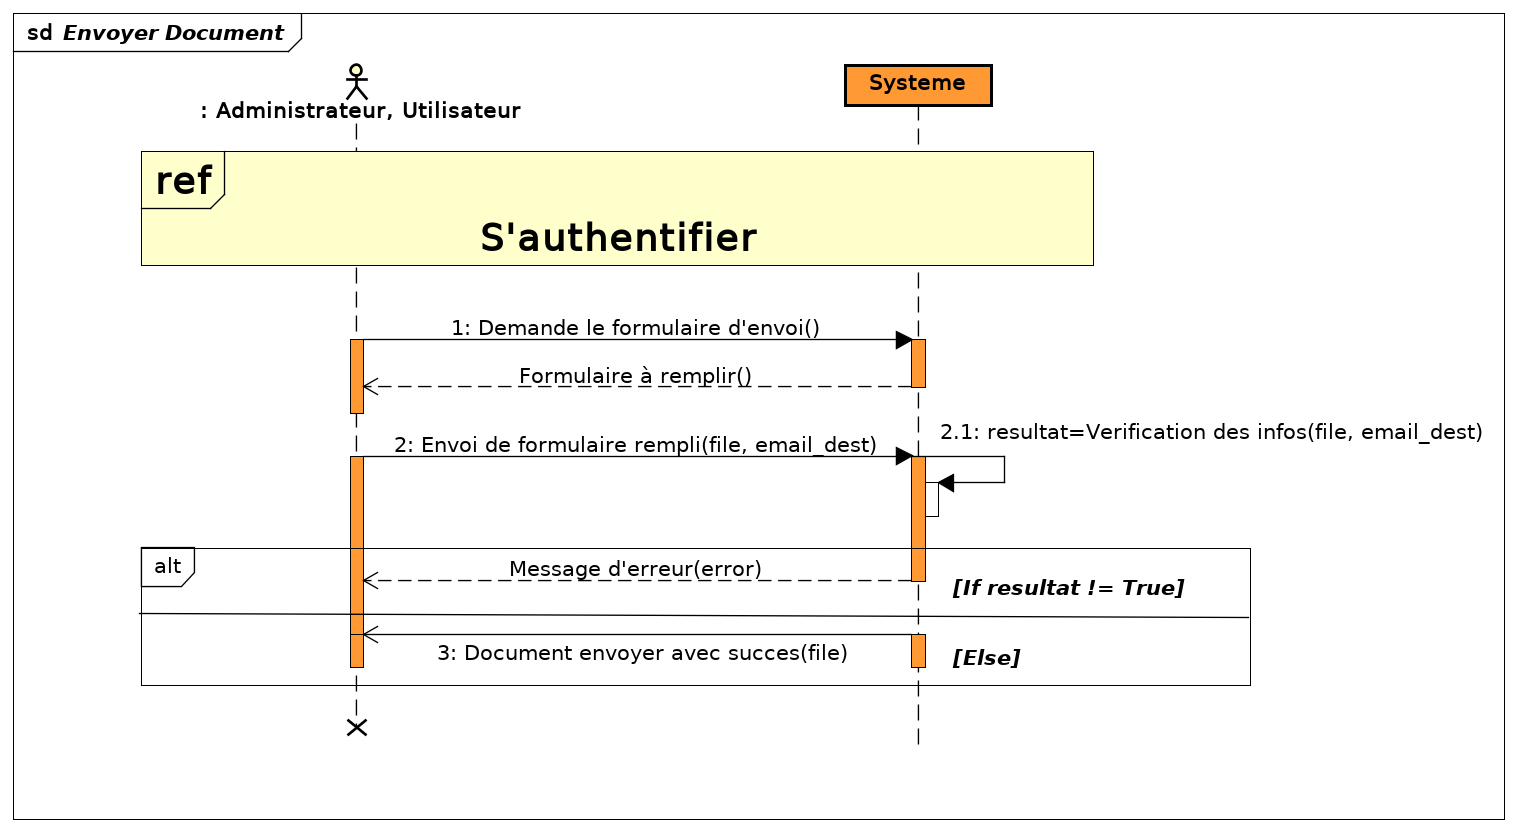 sd Envoyer Document
: Administrateur, Utilisateur
Systeme
ref
S'authentifier
1: Demande le formulaire d'envoi()
Formulaire à remplir()
2.1: resultat=Verification des infos(file, email_dest)
2: Envoi de formulaire rempli(file, email_dest)
alt
Message d'erreur(error)
[If resultat != True]
3: Document envoyer avec succes(file)
[Else]